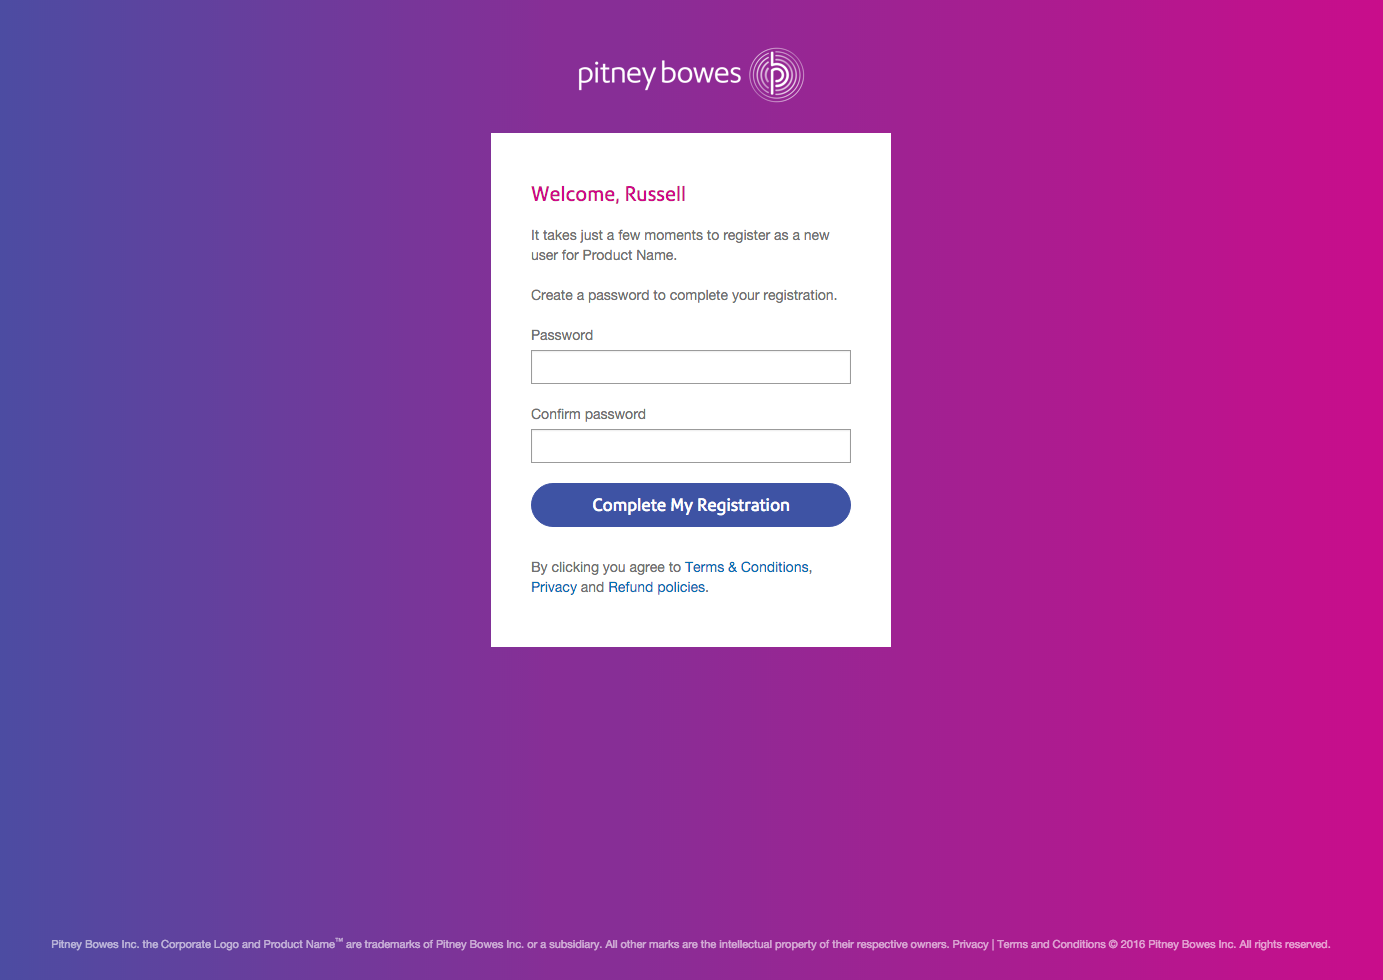 pitney bowes
Welcome, Russell
It takes just a few moments to register as a new
user for Product Name.
Create a password to complete your registration.
Password
Confirm password
Complete My Registration
By clicking you agree to Terms & Conditions,
Privacy and Refund policies.
Pitney Bowes Inc. the Corporate Logo and Product Name™ are trademarks of Pitney Bowes Inc. or a subsidiary. All other marks are the intellectual property of their respective owners. Privacy | Terms and Conditions © 2016 Pitney Bowes Inc. All rights reserved.